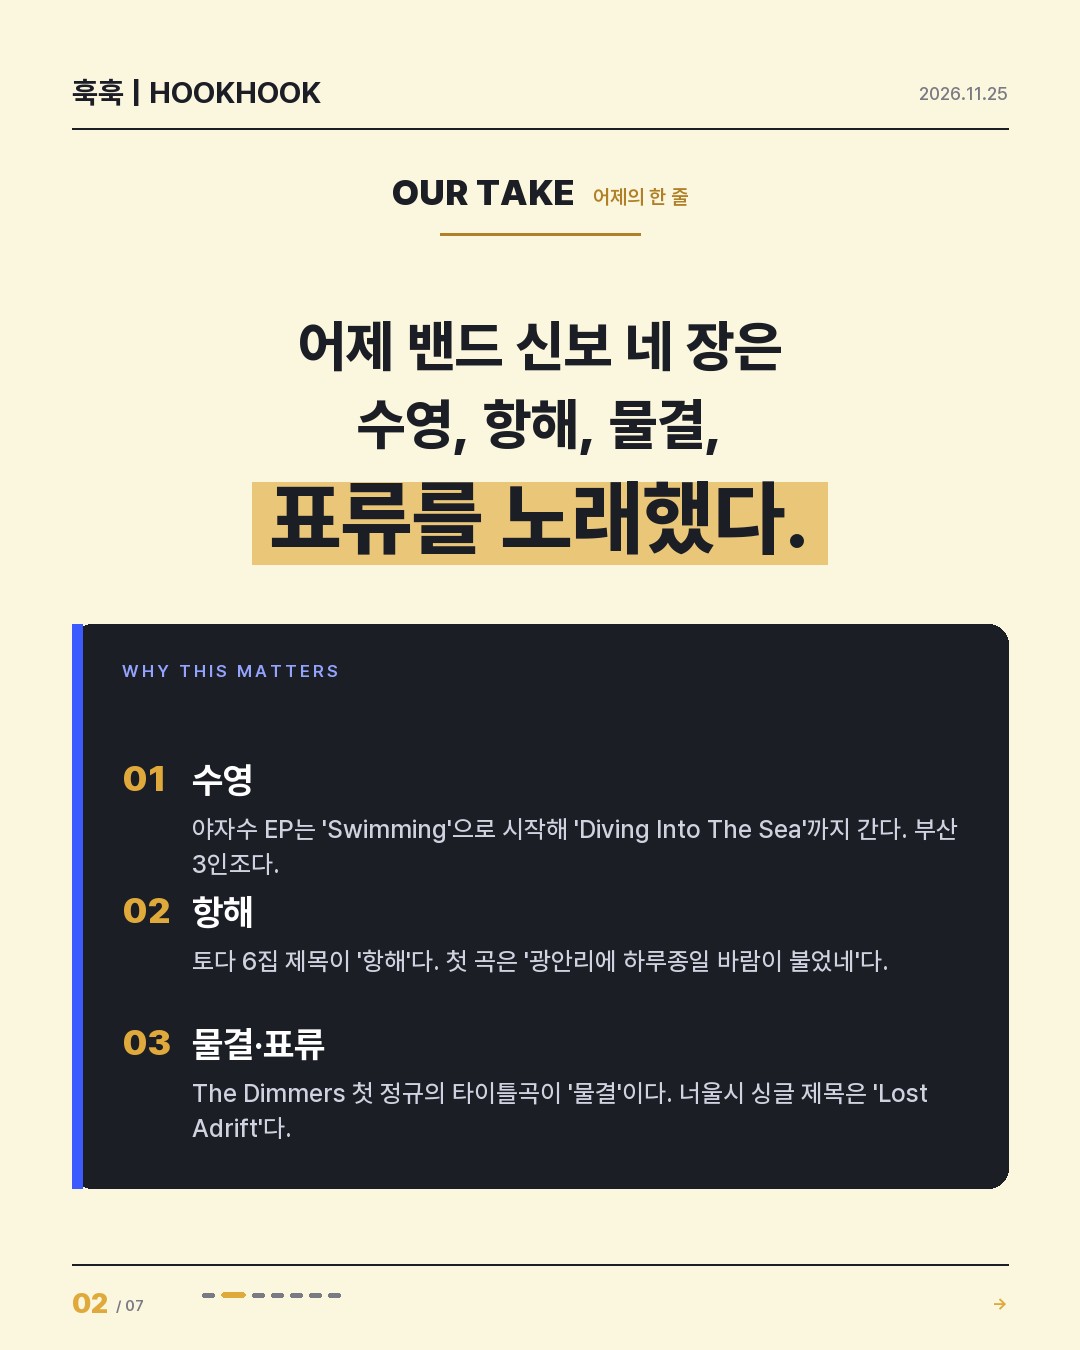 훅훅 | HOOKHOOK
2026.11.25
OUR TAKE 어제의 한 줄
어제 밴드 신보 네 장은
수영, 항해, 물결,
표류를 노래했다.
WHY THIS MATTERS
01 수영
야자수 EP는 'Swimming'으로 시작해 'Diving Into The Sea'까지 간다. 부산
3인조다.
02 항해
토다 6집 제목이 '항해'다. 첫 곡은 '광안리에 하루종일 바람이 불었네'다.
03 물결·표류
The Dimmers 첫 정규의 타이틀곡이 '물결'이다. 너울시 싱글 제목은 'Lost
Adrift'다.
02 / 07
→